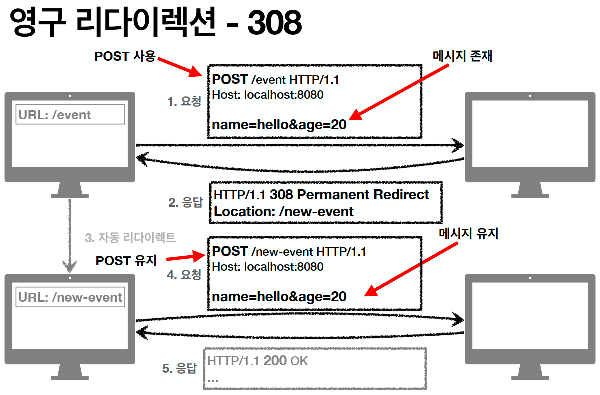 영구 리다이렉션 - 308
POST 사용
메시지 존재
URL: /event
1. 요청
POST /event HTTP/1.1
Host: localhost:8080
name=hello&age=20
2. 응답
HTTP/1.1 308 Permanent Redirect
Location: /new-event
3. 자동 리다이렉트
POST 유지
메시지 유지
URL: /new-event
4. 요청
POST /new-event HTTP/1.1
Host: localhost:8080
name=hello&age=20
5. 응답
HTTP/1.1 200 OK
...